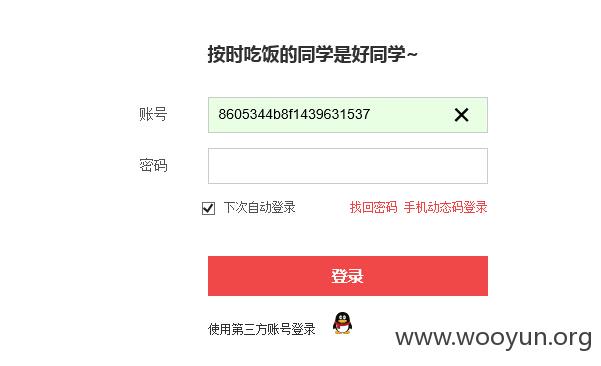 按时吃饭的同学是好同学~
账号 8605344b8f1439631537
密码
下次自动登录 找回密码 手机动态码登录
登录
使用第三方账号登录
www.wooyun.org